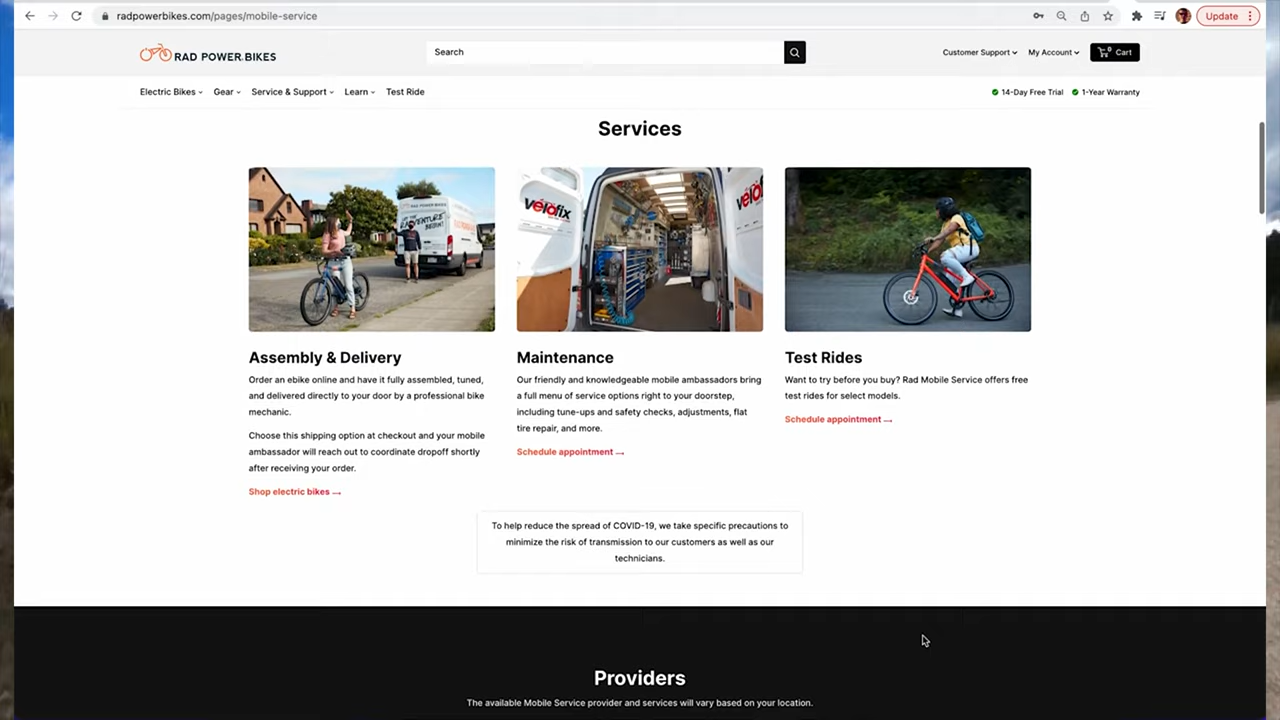 radpowerbikes.com/pages/mobile-service
Update
RAD POWER BIKES
Search
Customer Support
My Account
0 Cart
Electric Bikes
Gear
Service & Support
Learn
Test Ride
14-Day Free Trial
1-Year Warranty
Services
RAD POWER BIKES
velofix
Assembly & Delivery
Order an ebike online and have it fully assembled, tuned,
and delivered directly to your door by a professional bike
mechanic.
Choose this shipping option at checkout and your mobile
ambassador will reach out to coordinate dropoff shortly
after receiving your order.
Shop electric bikes →
Maintenance
Our friendly and knowledgeable mobile ambassadors bring
a full menu of service options right to your doorstep,
including tune-ups and safety checks, adjustments, flat
tire repair, and more.
Schedule appointment →
Test Rides
Want to try before you buy? Rad Mobile Service offers free
test rides for select models.
Schedule appointment →
To help reduce the spread of COVID-19, we take specific precautions to
minimize the risk of transmission to our customers as well as our
technicians.
Providers
The available Mobile Service provider and services will vary based on your location.